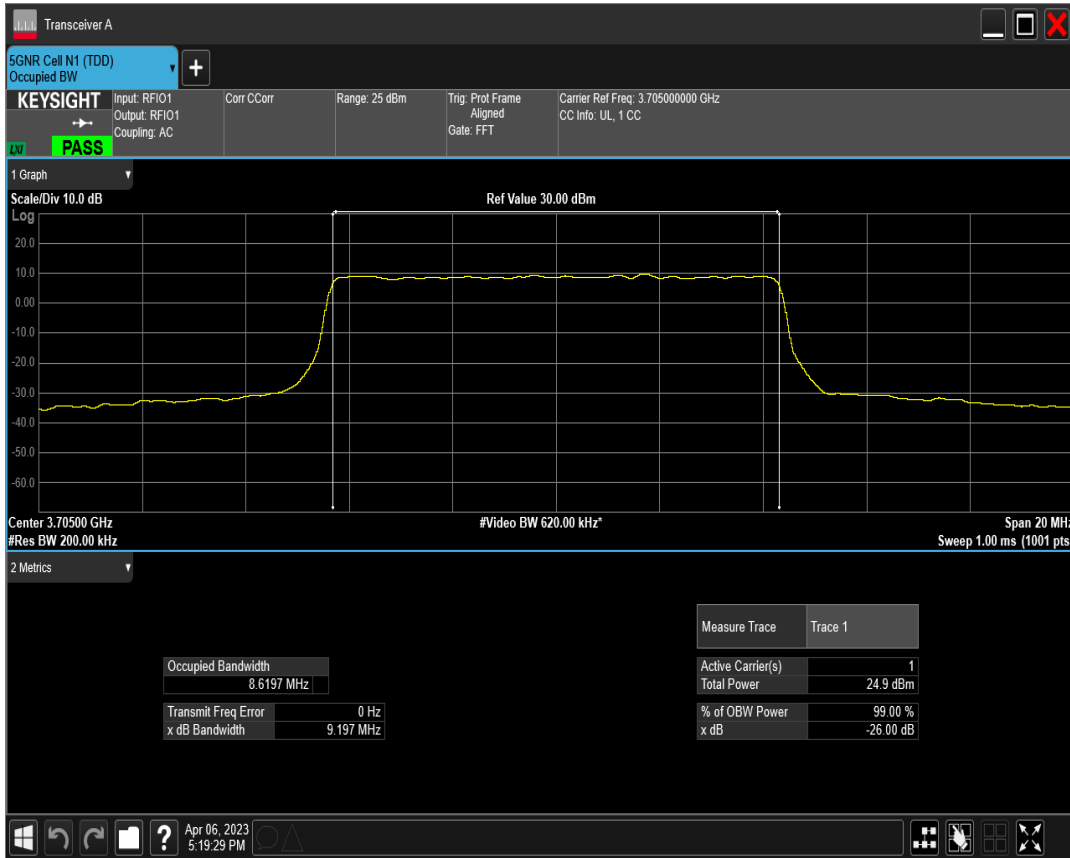 Transceiver A
5GNR Cell N1 (TDD)
Occupied BW
+
KEYSIGHT
LXI
PASS
Input: RFIO1
Output: RFIO1
Coupling: AC
Corr CCorr
Range: 25 dBm
Trig: Prot Frame
Aligned
Gate: FFT
Carrier Ref Freq: 3.705000000 GHz
CC Info: UL, 1 CC
1 Graph
Scale/Div 10.0 dB
Ref Value 30.00 dBm
Log
20.0
10.0
0.00
-10.0
-20.0
-30.0
-40.0
-50.0
-60.0
Center 3.70500 GHz
#Video BW 620.00 kHz*
Span 20 MHz
#Res BW 200.00 kHz
Sweep 1.00 ms (1001 pts
2 Metrics
Measure Trace Trace 1
Occupied Bandwidth
8.6197 MHz
Active Carrier(s) 1
Total Power 24.9 dBm
Transmit Freq Error 0 Hz
x dB Bandwidth 9.197 MHz
% of OBW Power 99.00 %
x dB -26.00 dB
?
Apr 06, 2023
5:19:29 PM